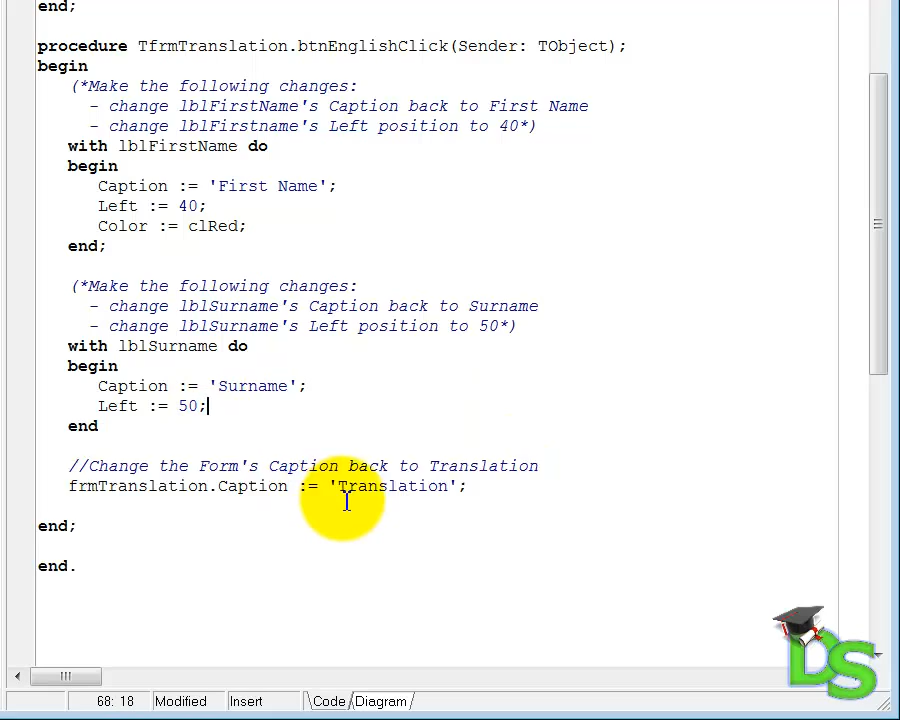 end;
procedure TfrmTranslation.btnEnglishClick(Sender: TObject);
begin
(*Make the following changes:
- change lblFirstName's Caption back to First Name
- change lblFirstname's Left position to 40*)
with lblFirstName do
begin
Caption := 'First Name';
Left := 40;
Color := clRed;
end;
(*Make the following changes:
- change lblSurname's Caption back to Surname
- change lblSurname's Left position to 50*)
with lblSurname do
begin
Caption := 'Surname';
Left := 50;
end
//Change the Form's Caption back to Translation
frmTranslation.Caption := 'Translation';
end;
end.
DS
68: 18 Modified Insert Code Diagram